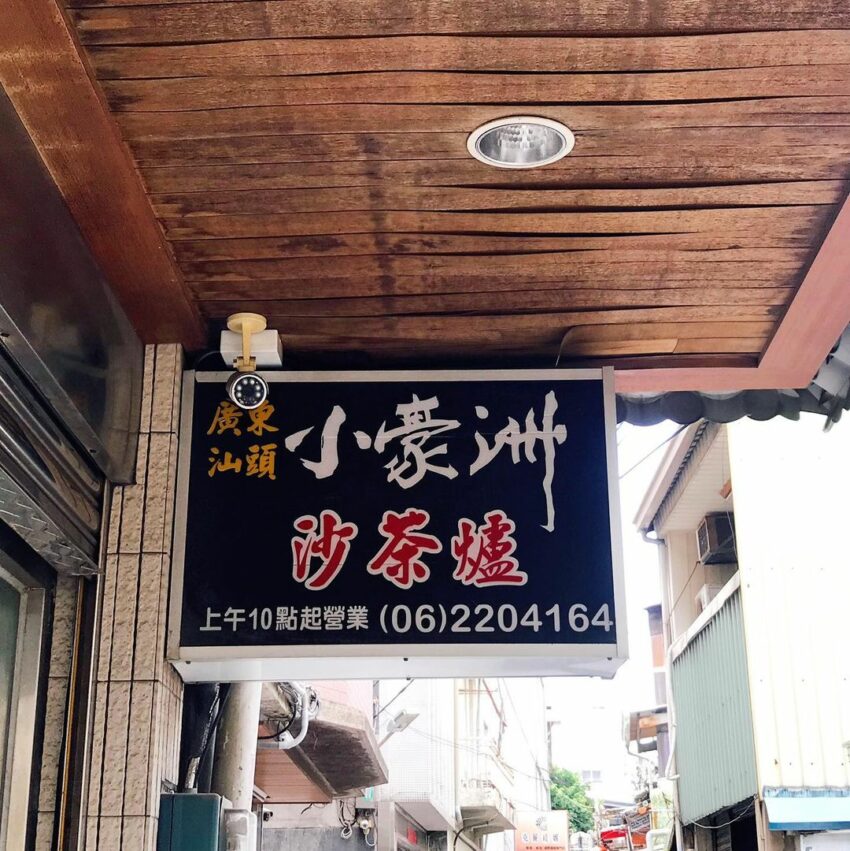 廣東
汕頭
小豪洲
沙茶爐
上午10點起營業 (06)2204164